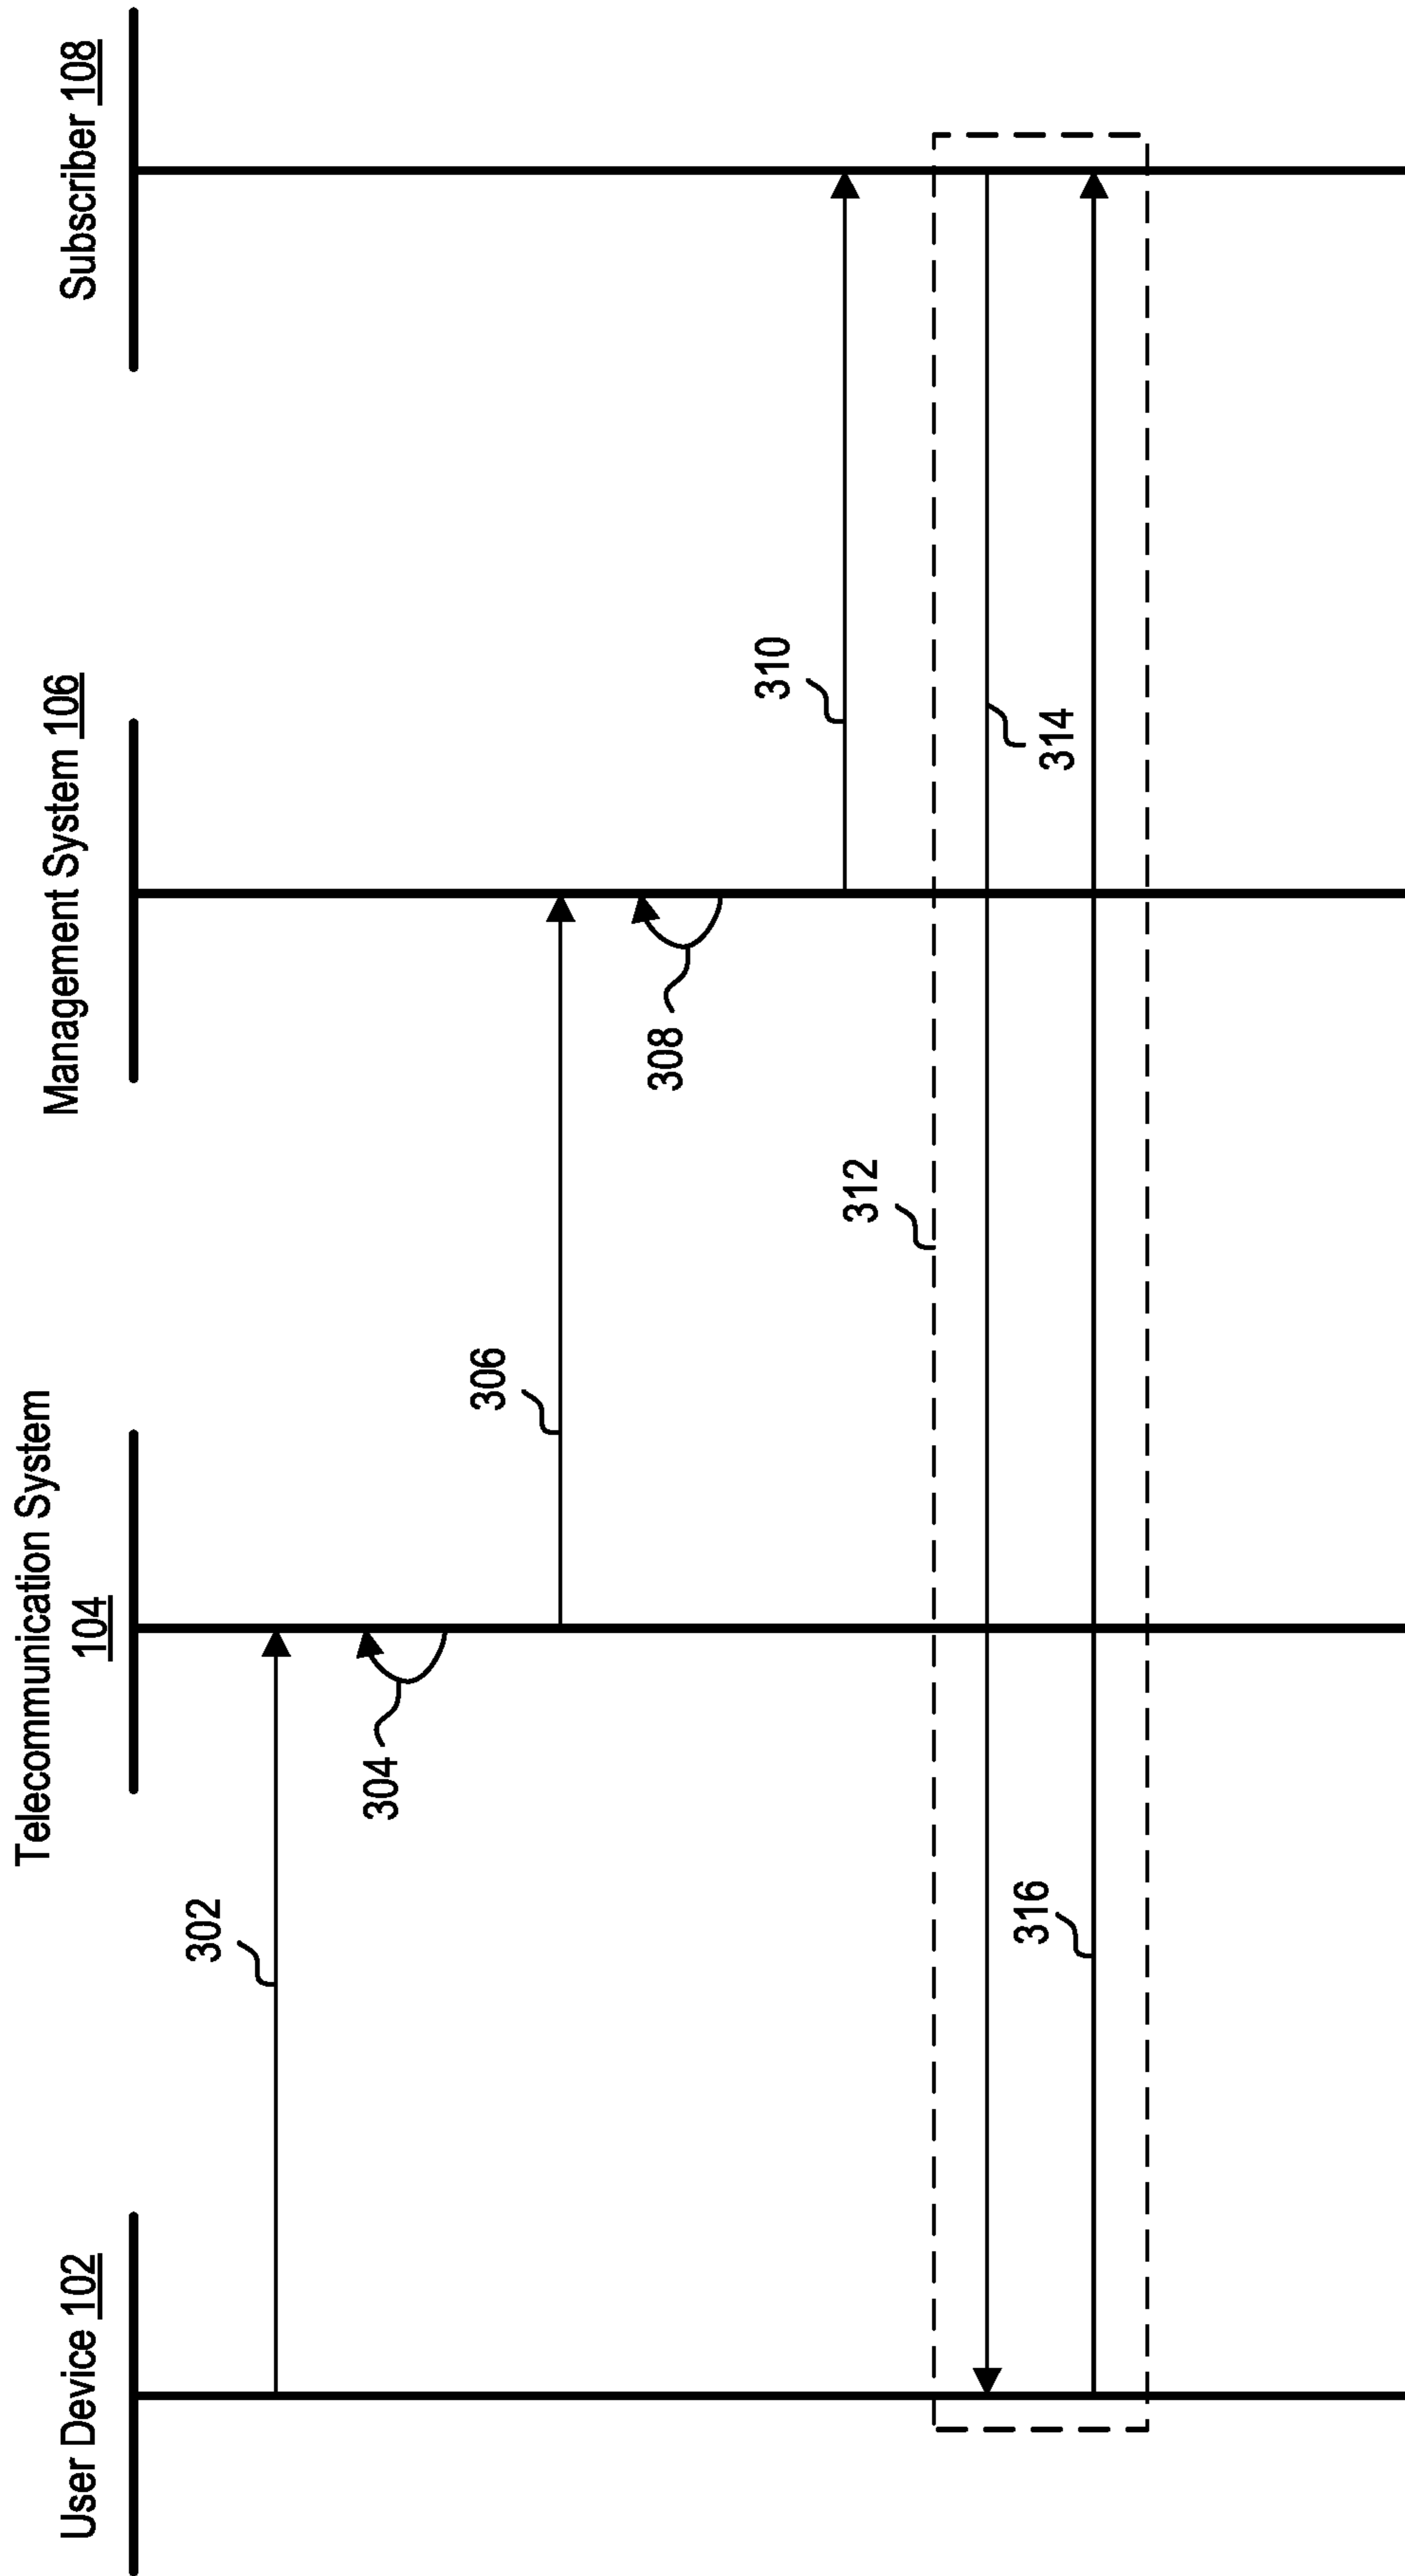 User Device 102
Telecommunication System
104
Management System 106
Subscriber 108
302
304
306
308
310
312
314
316